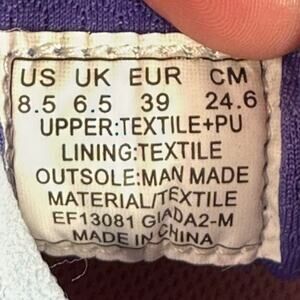 US UK EUR CM
8.5 6.5 39 24.6
UPPER:TEXTILE+PU
LINING:TEXTILE
OUTSOLE:MAN MADE
MATERIAL/TEXTILE
EF13081 GIADA2-M
MADE IN CHINA